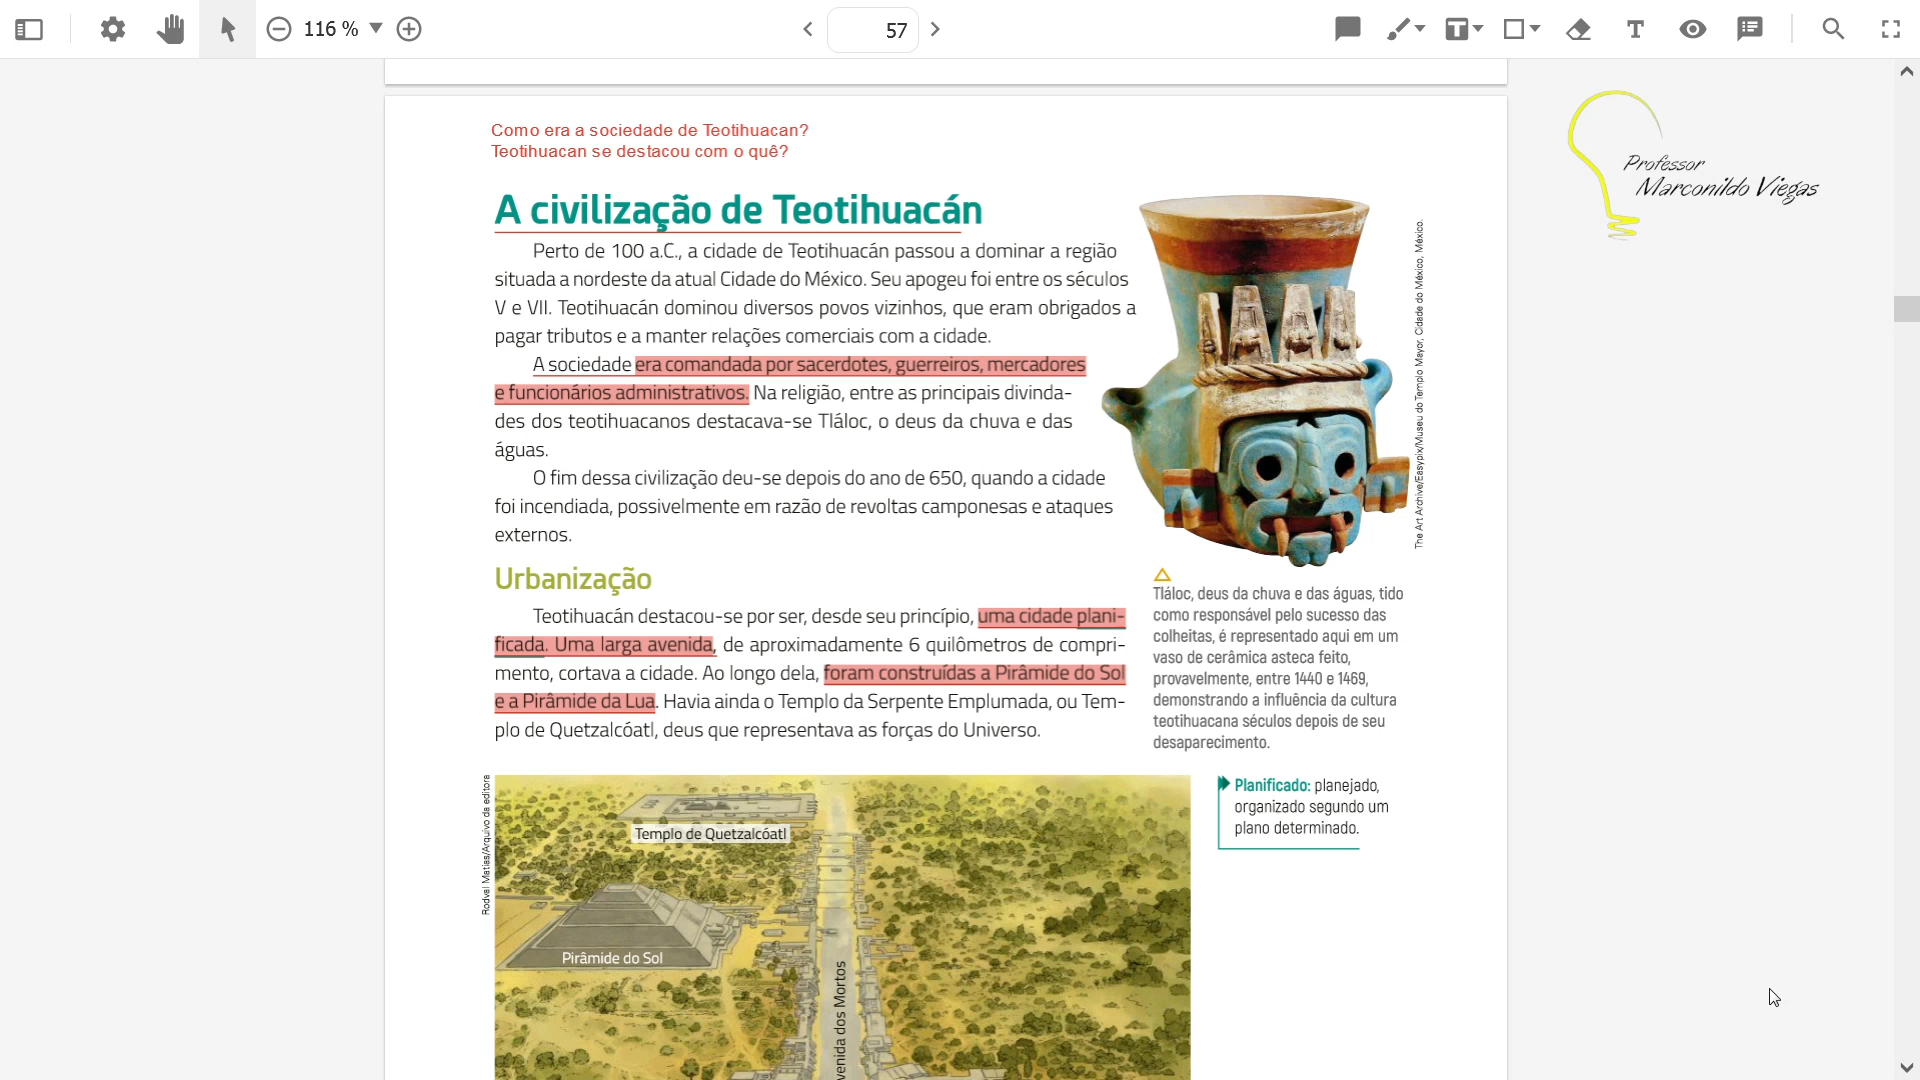 116 %
57
Como era a sociedade de Teotihuacan?
Teotihuacan se destacou com o quê?
Professor
Marconildo Viegas
A civilização de Teotihuacán
Perto de 100 a.C., a cidade de Teotihuacán passou a dominar a região
situada a nordeste da atual Cidade do México. Seu apogeu foi entre os séculos
V e VII. Teotihuacán dominou diversos povos vizinhos, que eram obrigados a
pagar tributos e a manter relações comerciais com a cidade.
A sociedade era comandada por sacerdotes, guerreiros, mercadores
e funcionários administrativos. Na religião, entre as principais divinda-
des dos teotihuacanos destacava-se Tláloc, o deus da chuva e das
águas.
O fim dessa civilização deu-se depois do ano de 650, quando a cidade
foi incendiada, possivelmente em razão de revoltas camponesas e ataques
externos.
The Art Archive/Easypix/Museu do Templo Mayor, Cidade do México, México.
Urbanização
Teotihuacán destacou-se por ser, desde seu princípio, uma cidade plani-
ficada. Uma larga avenida, de aproximadamente 6 quilômetros de compri-
mento, cortava a cidade. Ao longo dela, foram construídas a Pirâmide do Sol
e a Pirâmide da Lua. Havia ainda o Templo da Serpente Emplumada, ou Tem-
plo de Quetzalcóatl, deus que representava as forças do Universo.
Tláloc, deus da chuva e das águas, tido
como responsável pelo sucesso das
colheitas, é representado aqui em um
vaso de cerâmica asteca feito,
provavelmente, entre 1440 e 1469,
demonstrando a influência da cultura
teotihuacana séculos depois de seu
desaparecimento.
Planificado: planejado,
organizado segundo um
plano determinado.
Rodval Matias/Arquivo da editora
Templo de Quetzalcóatl
Pirâmide do Sol
venida dos Mortos